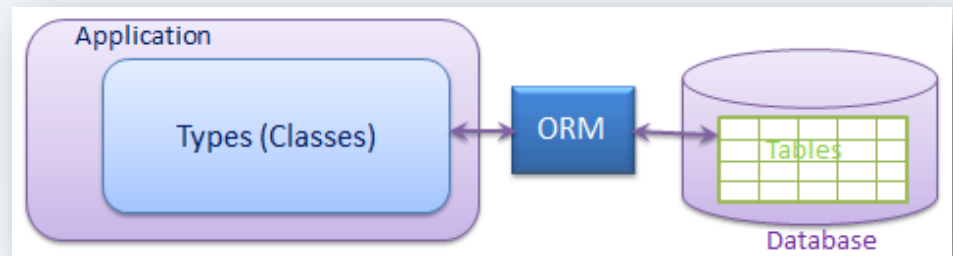 Application
Types (Classes)
ORM
Tables
Database